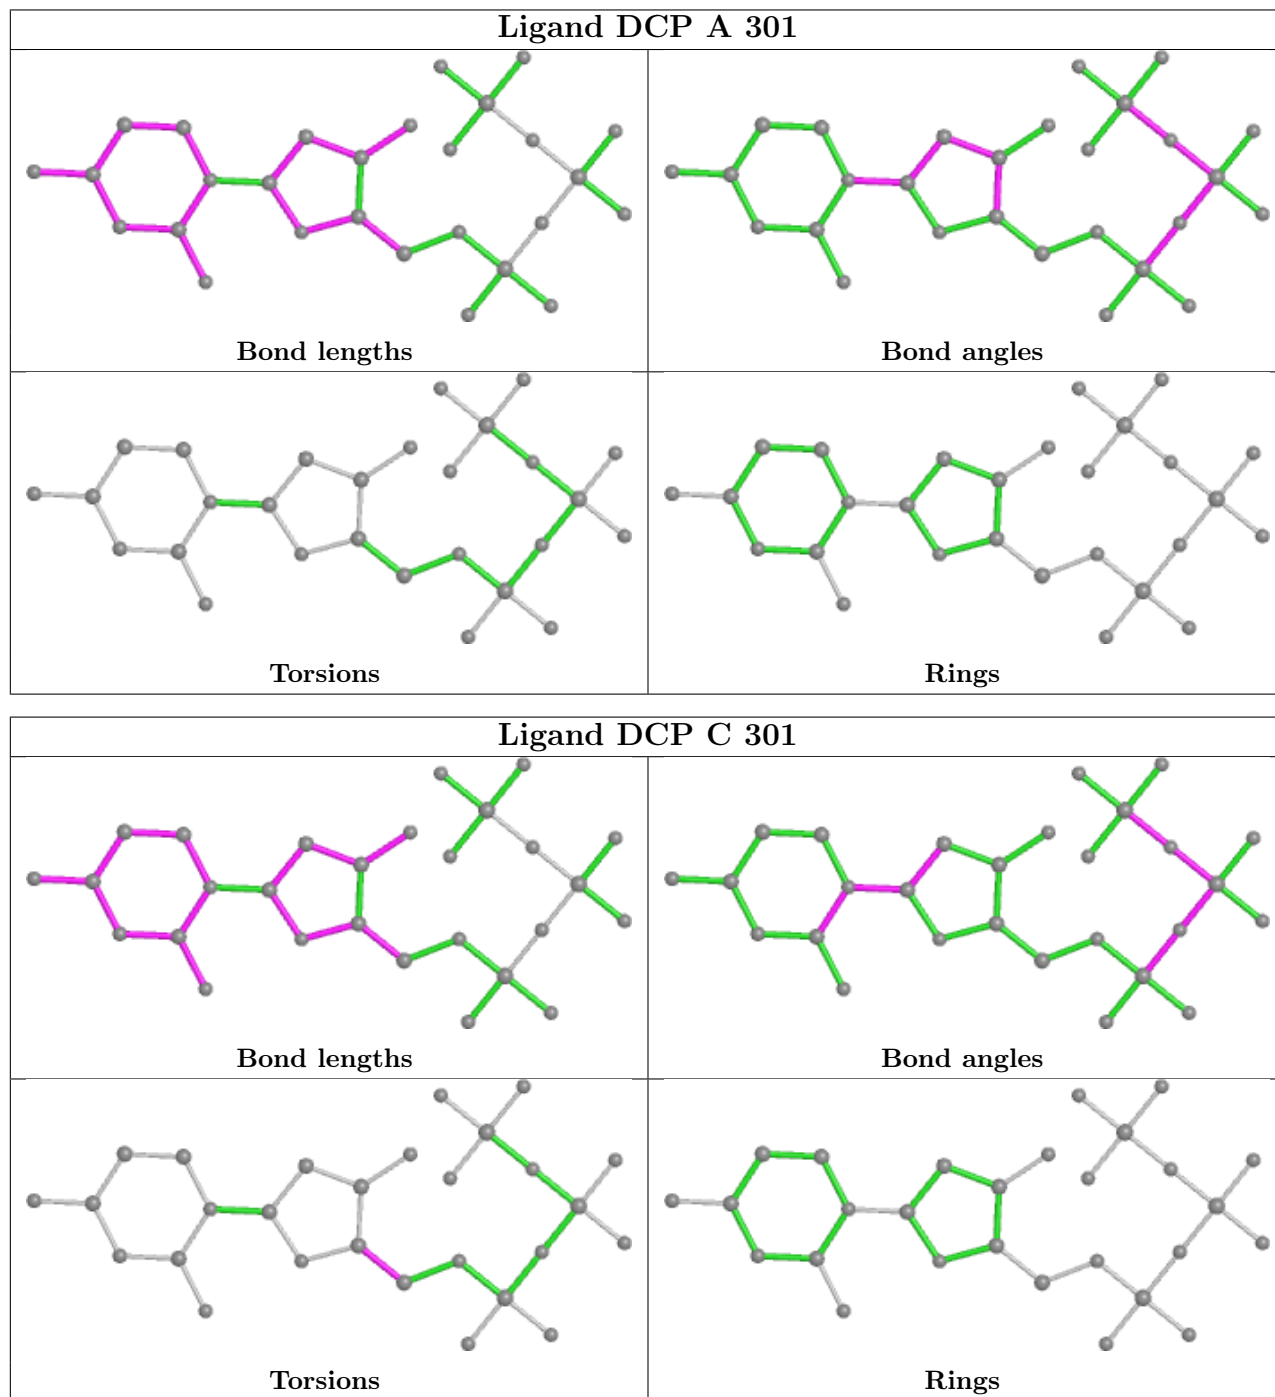 Ligand DCP A 301
Bond lengths
Bond angles
Torsions
Rings
Ligand DCP C 301
Bond lengths
Bond angles
Torsions
Rings